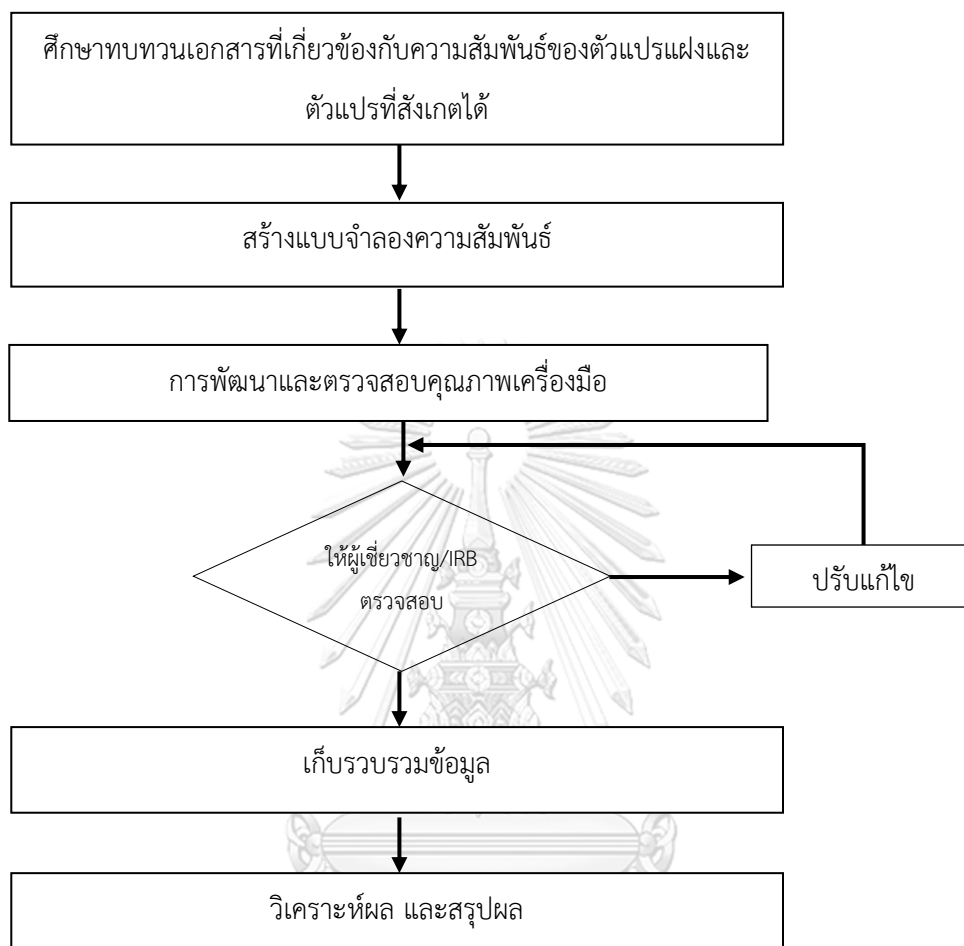 ศึกษาทบทวนเอกสารที่เกี่ยวข้องกับความสัมพันธ์ของตัวแปรแฝงและ
ตัวแปรที่สังเกตได้
สร้างแบบจำลองความสัมพันธ์
การพัฒนาและตรวจสอบคุณภาพเครื่องมือ
ให้ผู้เชี่ยวชาญ/IRB
ตรวจสอบ
ปรับแก้ไข
เก็บรวบรวมข้อมูล
วิเคราะห์ผล และสรุปผล